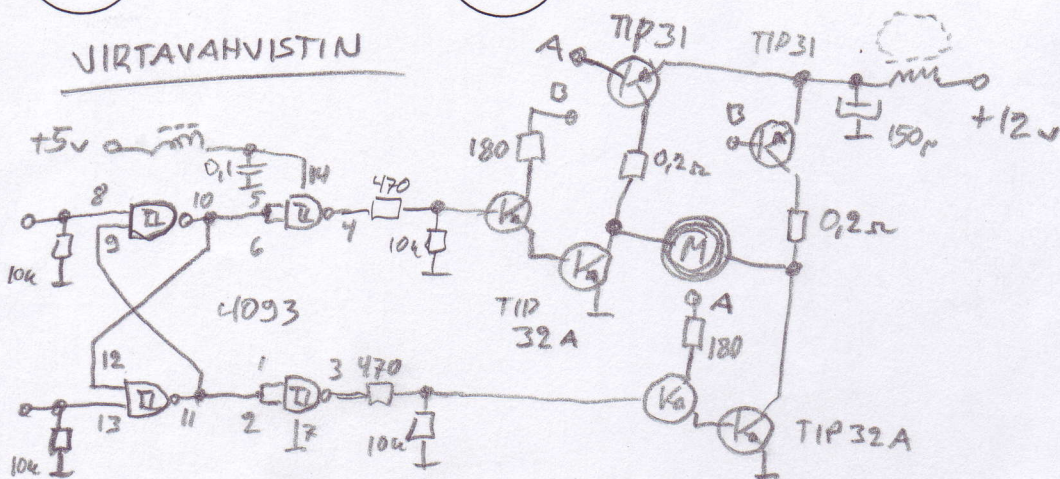 VIRTAVAHVISTIN
A
TIP31
TIP31
B
B
+12v
150µ
+5v
0,1
14
180
0,2Ω
0,2Ω
8
10
5
470
9
6
4
10k
10k
M
4093
TIP
32A
A
180
12
1
3
470
13
11
2
7
10k
10k
TIP32A